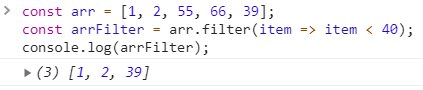 > const arr = [1, 2, 55, 66, 39];
const arrFilter = arr.filter(item => item < 40);
console.log(arrFilter);
▶ (3) [1, 2, 39]